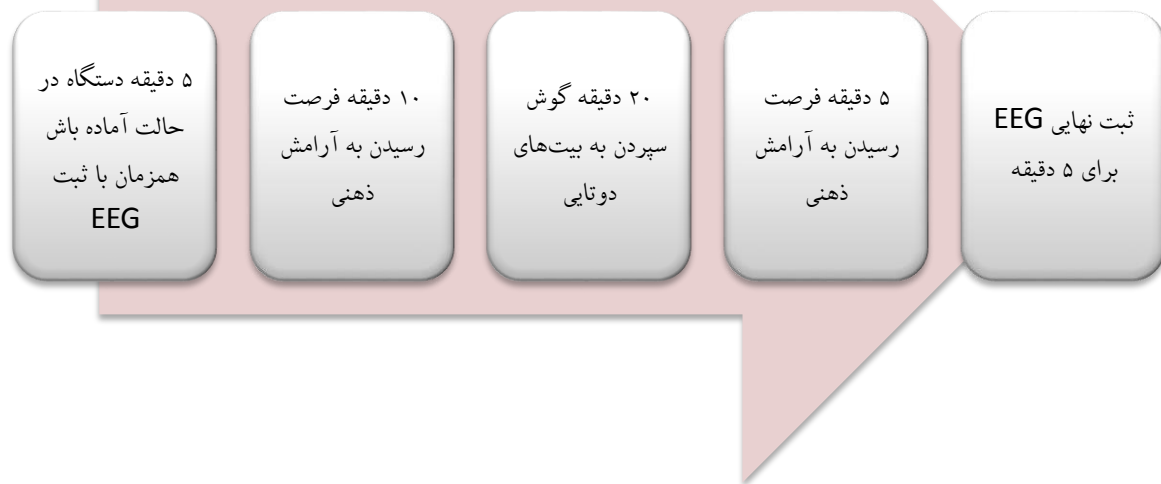 ۵ دقیقه دستگاه در
حالت آماده باش
همزمان با ثبت
EEG
۱۰ دقیقه فرصت
رسیدن به آرامش
ذهنی
۲۰ دقیقه گوش
سپردن به بیت‌های
دوتایی
۵ دقیقه فرصت
رسیدن به آرامش
ذهنی
ثبت نهایی EEG
برای ۵ دقیقه